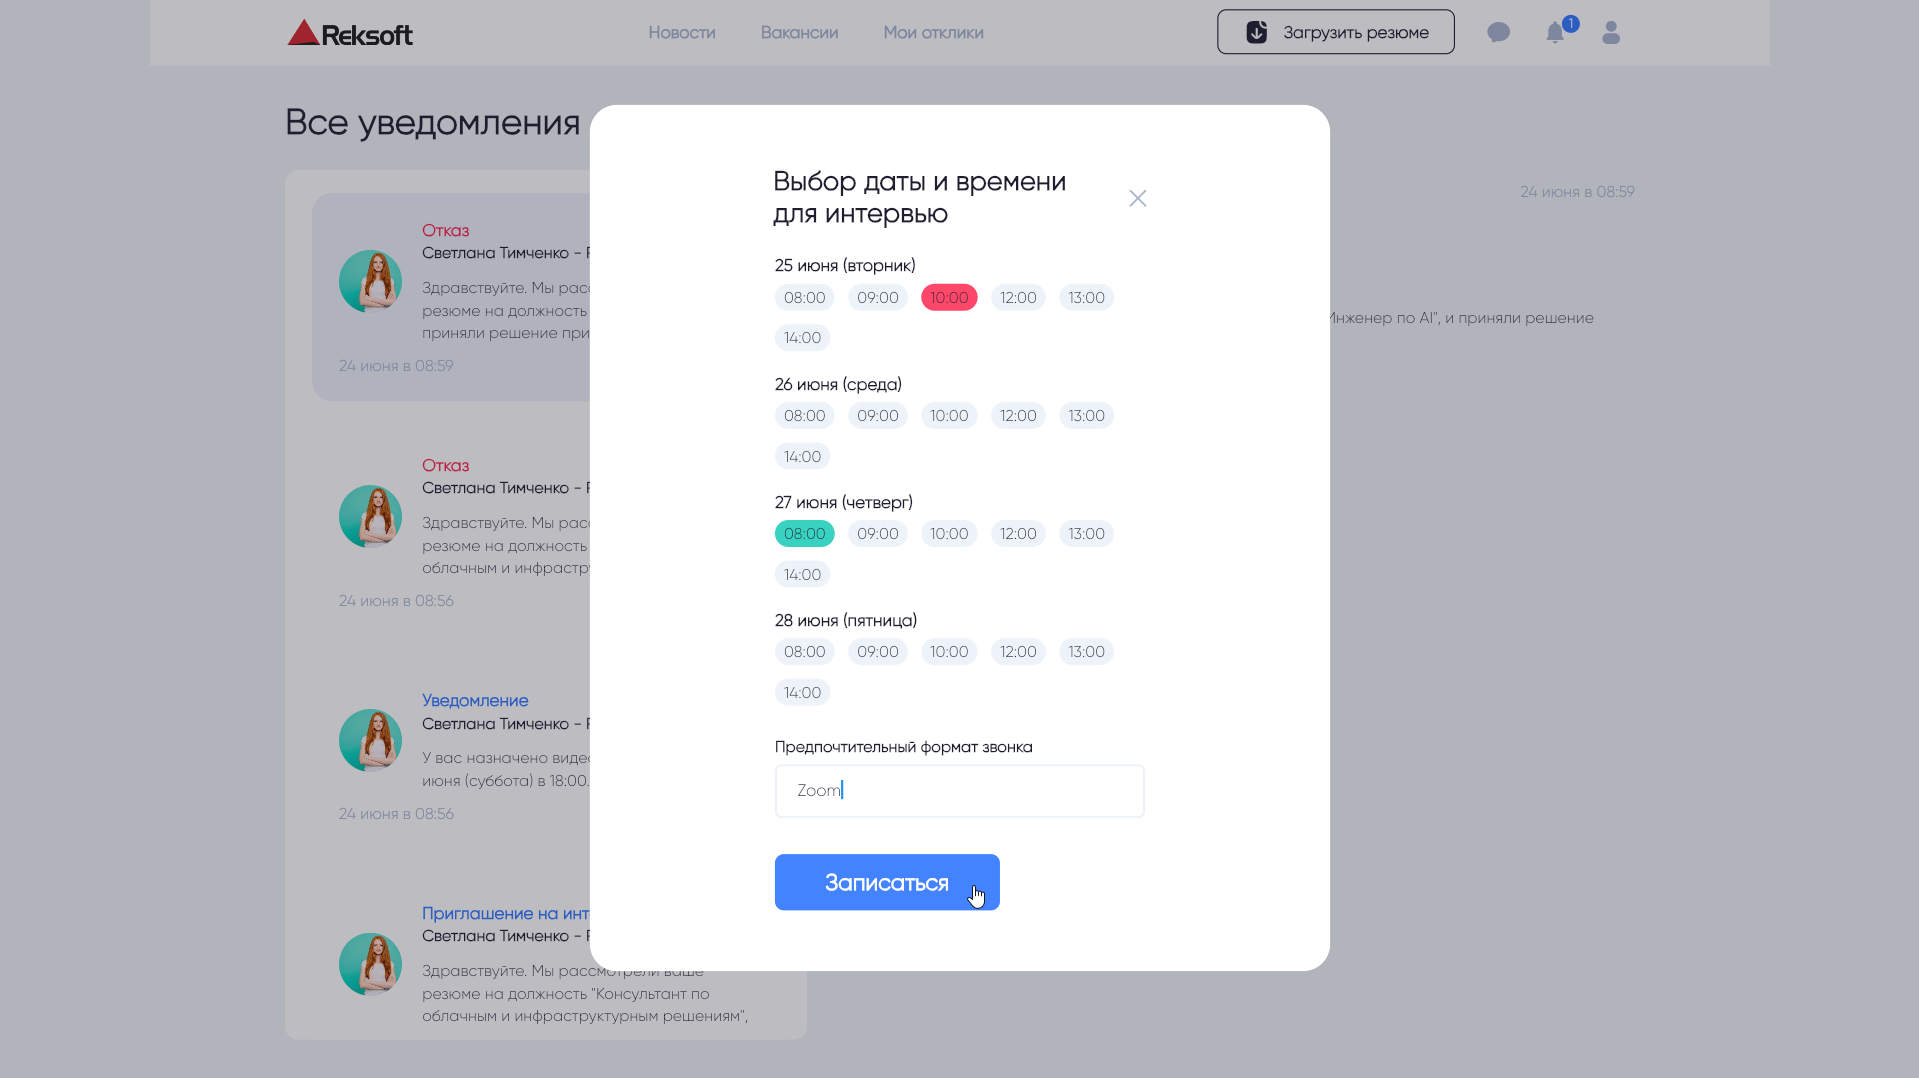 Reksoft
Новости
Вакансии
Мои отклики
Загрузить резюме
1
Все уведомления
Отказ
Светлана Тимченко -
Здравствуйте. Мы
резюме на должность
приняли решение
24 июня в 08:59
Отказ
Светлана Тимченко -
Здравствуйте. Мы
резюме на должность
облачным и
24 июня в 08:56
Уведомление
Светлана Тимченко -
У вас назначено
июня (суббота) в 18:00.
24 июня в 08:56
Приглашение на
Светлана Тимченко -
Здравствуйте. Мы рассмотрели ваше
резюме на должность "Консультант по
облачным и инфраструктурным решениям",
24 июня в 08:59
Инженер по AI", и приняли решение
Выбор даты и времени
для интервью
25 июня (вторник)
08:00 09:00 10:00 12:00 13:00
14:00
26 июня (среда)
08:00 09:00 10:00 12:00 13:00
14:00
27 июня (четверг)
08:00 09:00 10:00 12:00 13:00
14:00
28 июня (пятница)
08:00 09:00 10:00 12:00 13:00
14:00
Предпочтительный формат звонка
Zoom
Записаться